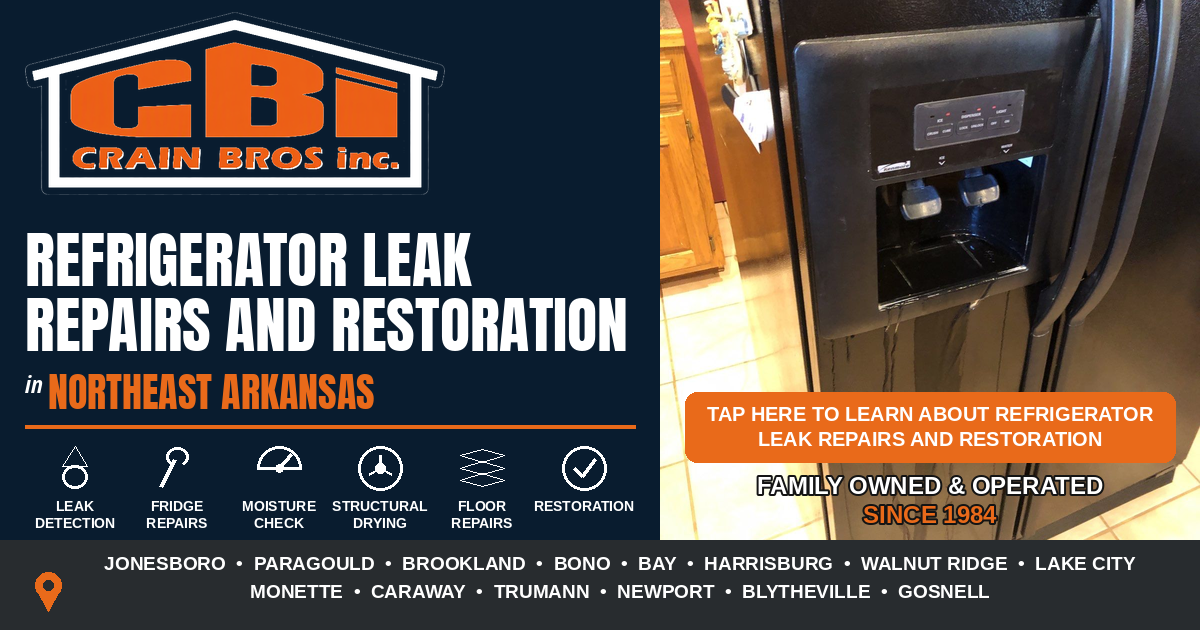 CBi
CRAIN BROS inc.
REFRIGERATOR LEAK
REPAIRS AND RESTORATION
in NORTHEAST ARKANSAS
LEAK
DETECTION
FRIDGE
REPAIRS
MOISTURE
CHECK
STRUCTURAL
DRYING
FLOOR
REPAIRS
RESTORATION
TAP HERE TO LEARN ABOUT REFRIGERATOR
LEAK REPAIRS AND RESTORATION
FAMILY OWNED & OPERATED
SINCE 1984
JONESBORO • PARAGOULD • BROOKLAND • BONO • BAY • HARRISBURG • WALNUT RIDGE • LAKE CITY
MONETTE • CARAWAY • TRUMANN • NEWPORT • BLYTHEVILLE • GOSNELL